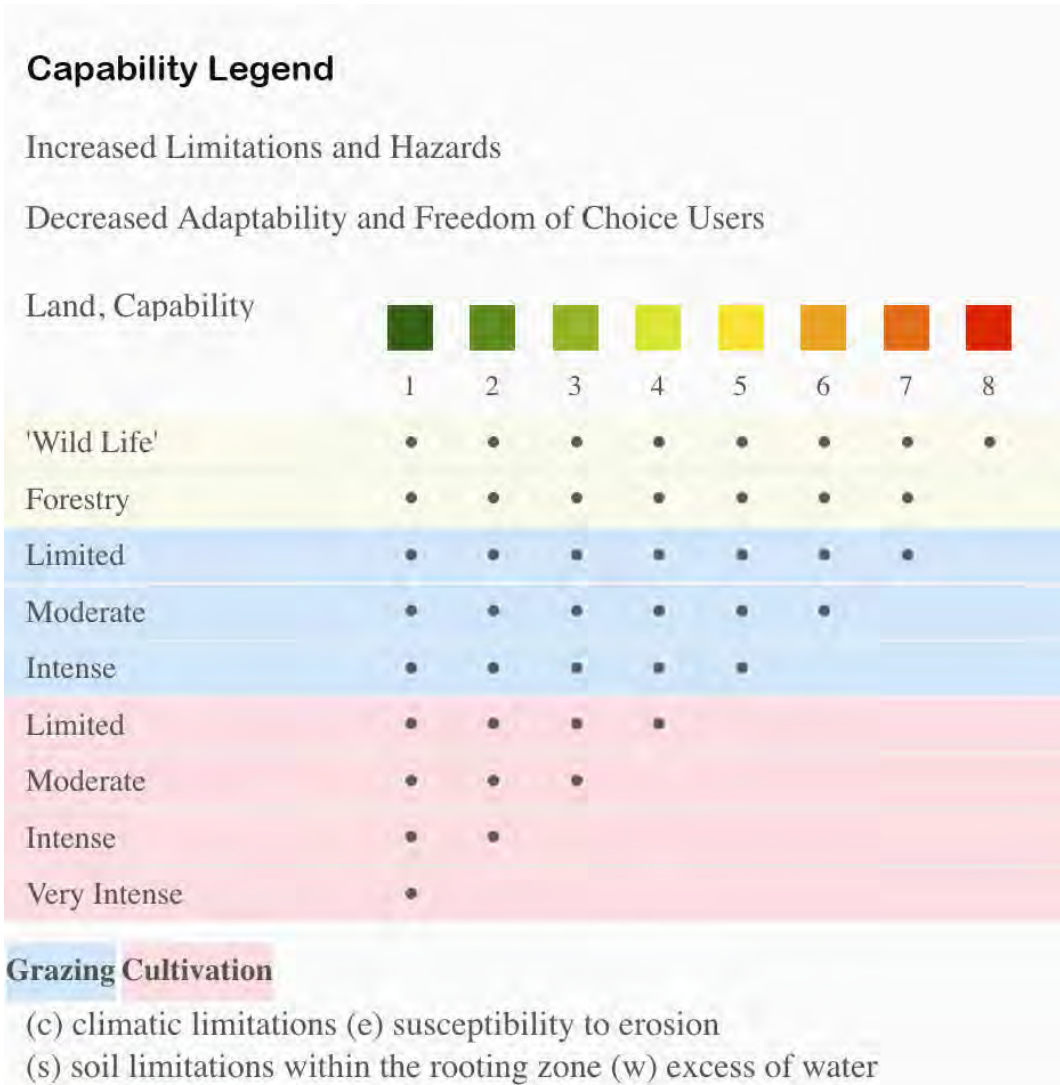 Capability Legend
Increased Limitations and Hazards
Decreased Adaptability and Freedom of Choice Users
Land, Capability
1 2 3 4 5 6 7 8
'Wild Life' • • • • • • • •
Forestry • • • • • • •
Limited • • • • • • •
Moderate • • • • • •
Intense • • • • •
Limited • • • •
Moderate • • •
Intense • •
Very Intense •
Grazing Cultivation
(c) climatic limitations (e) susceptibility to erosion
(s) soil limitations within the rooting zone (w) excess of water